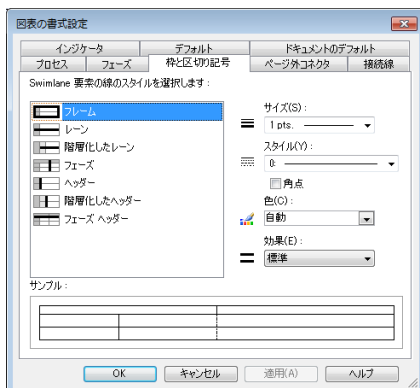 図表の書式設定
インジケータ
デフォルト
ドキュメントのデフォルト
プロセス
フェーズ
枠と区切り記号
ページ外コネクタ
接続線
Swimlane 要素の線のスタイルを選択します:
フレーム
レーン
階層化したレーン
フェーズ
ヘッダー
階層化したヘッダー
フェーズ ヘッダー
サイズ(S):
1 pts.
スタイル(Y):
0:
角点
色(C):
自動
効果(E):
標準
サンプル:
OK
キャンセル
適用(A)
ヘルプ